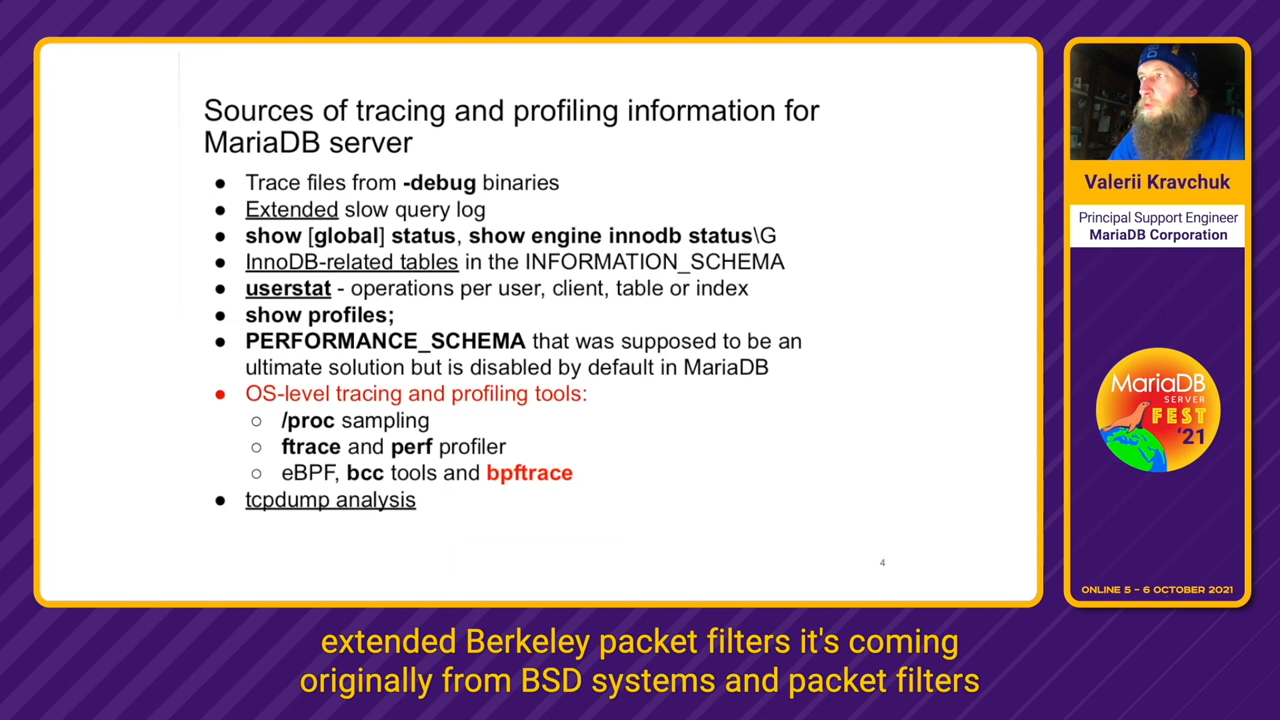 Sources of tracing and profiling information for
MariaDB server
● Trace files from -debug binaries
● Extended slow query log
● show [global] status, show engine innodb status\G
● InnoDB-related tables in the INFORMATION_SCHEMA
● userstat - operations per user, client, table or index
● show profiles;
● PERFORMANCE_SCHEMA that was supposed to be an
ultimate solution but is disabled by default in MariaDB
● OS-level tracing and profiling tools:
○ /proc sampling
○ ftrace and perf profiler
○ eBPF, bcc tools and bpftrace
● tcpdump analysis
4
Valerii Kravchuk
Principal Support Engineer
MariaDB Corporation
MariaDB
SERVER
FEST
'21
ONLINE 5 - 6 OCTOBER 2021
extended Berkeley packet filters it's coming
originally from BSD systems and packet filters